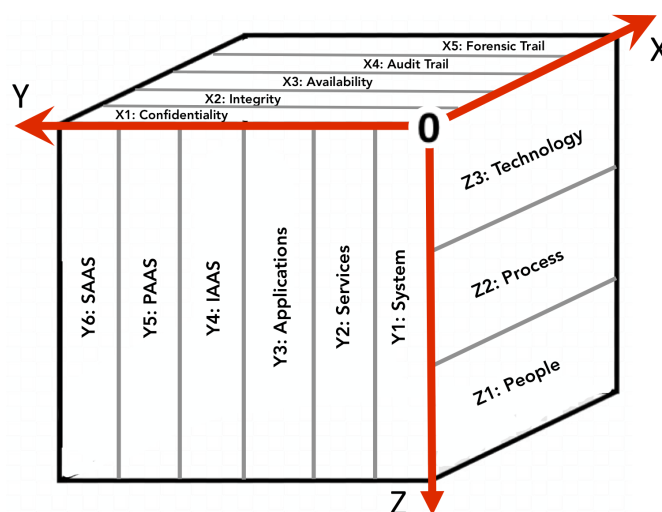 X
X5: Forensic Trail
X4: Audit Trail
X3: Availability
X2: Integrity
X1: Confidentiality
Y
0
Z3: Technology
Z2: Process
Z1: People
Y6: SAAS
Y5: PAAS
Y4: IAAS
Y3: Applications
Y2: Services
Y1: System
Z